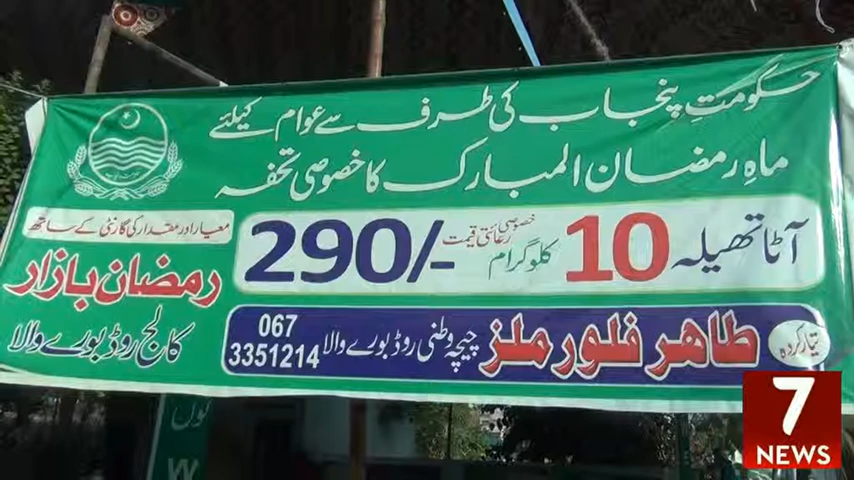 حکومتِ پنجاب کی طرف سے عوام کیلئے
ماہِ رمضان المبارک کا خصوصی تحفہ
آٹا تھیلہ 10 کلوگرام خصوصی رعائتی قیمت 290/-
معیار اور مقدار کی گارنٹی کے ساتھ
رمضان بازار
کالج روڈ بورے والا
تیار کردہ طاہر فلور ملز چیچہ وطنی روڈ بورے والا 067
3351214
7
NEWS